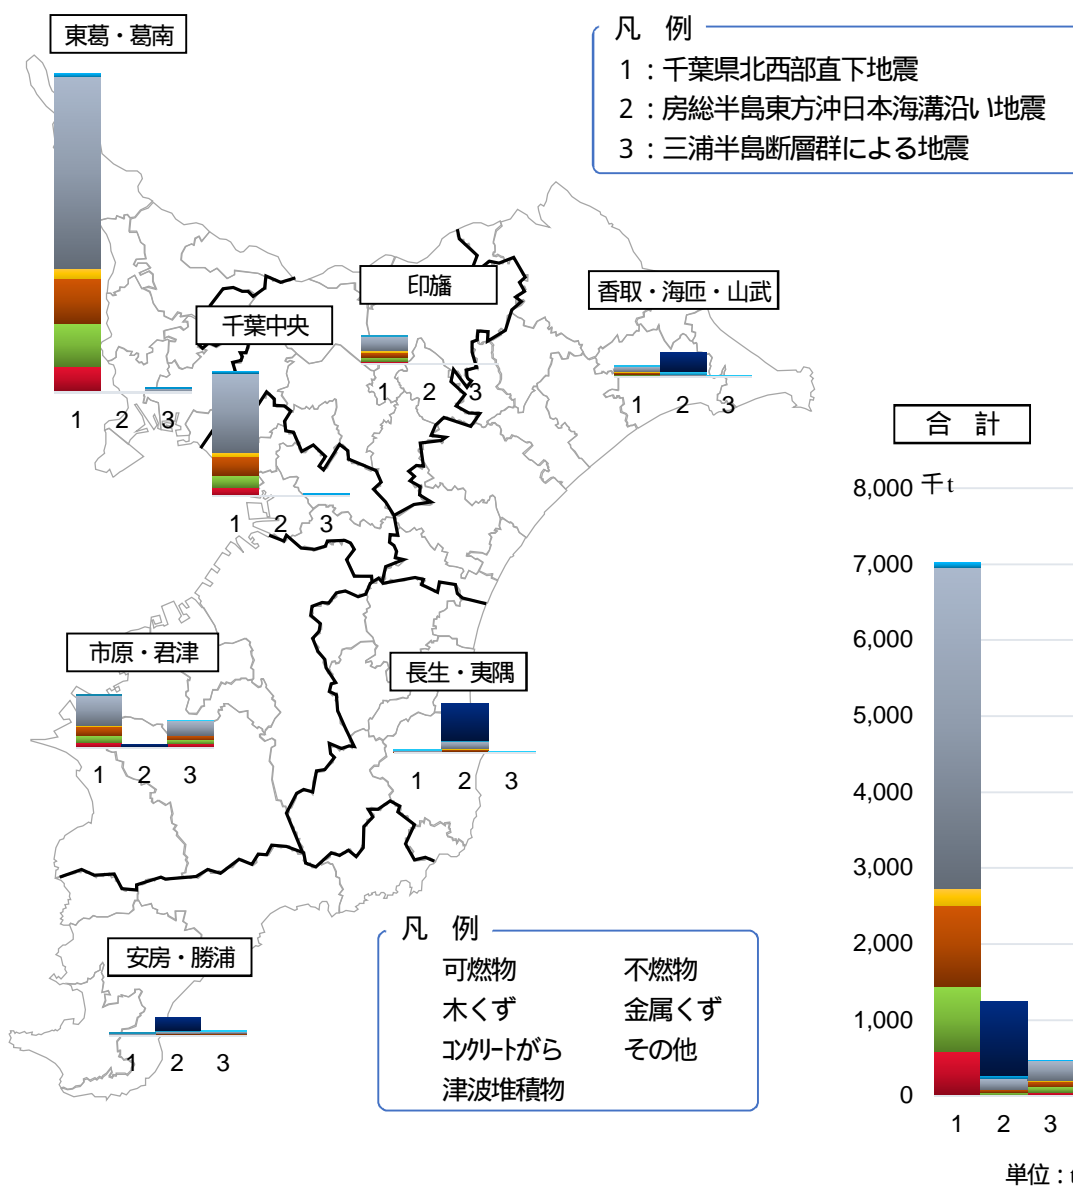 東葛・葛南
凡 例
1：千葉県北西部直下地震
2：房総半島東方沖日本海溝沿い地震
3：三浦半島断層群による地震
印旛
香取・海匝・山武
千葉中央
1 2 3
1 2 3
1 2 3
1 2 3
合 計
8,000 千t
7,000
6,000
5,000
4,000
3,000
2,000
1,000
0
1 2 3
単位：t
市原・君津
1 2 3
長生・夷隅
1 2 3
安房・勝浦
1 2 3
凡 例
可燃物 不燃物
木くず 金属くず
コンクリートがら その他
津波堆積物